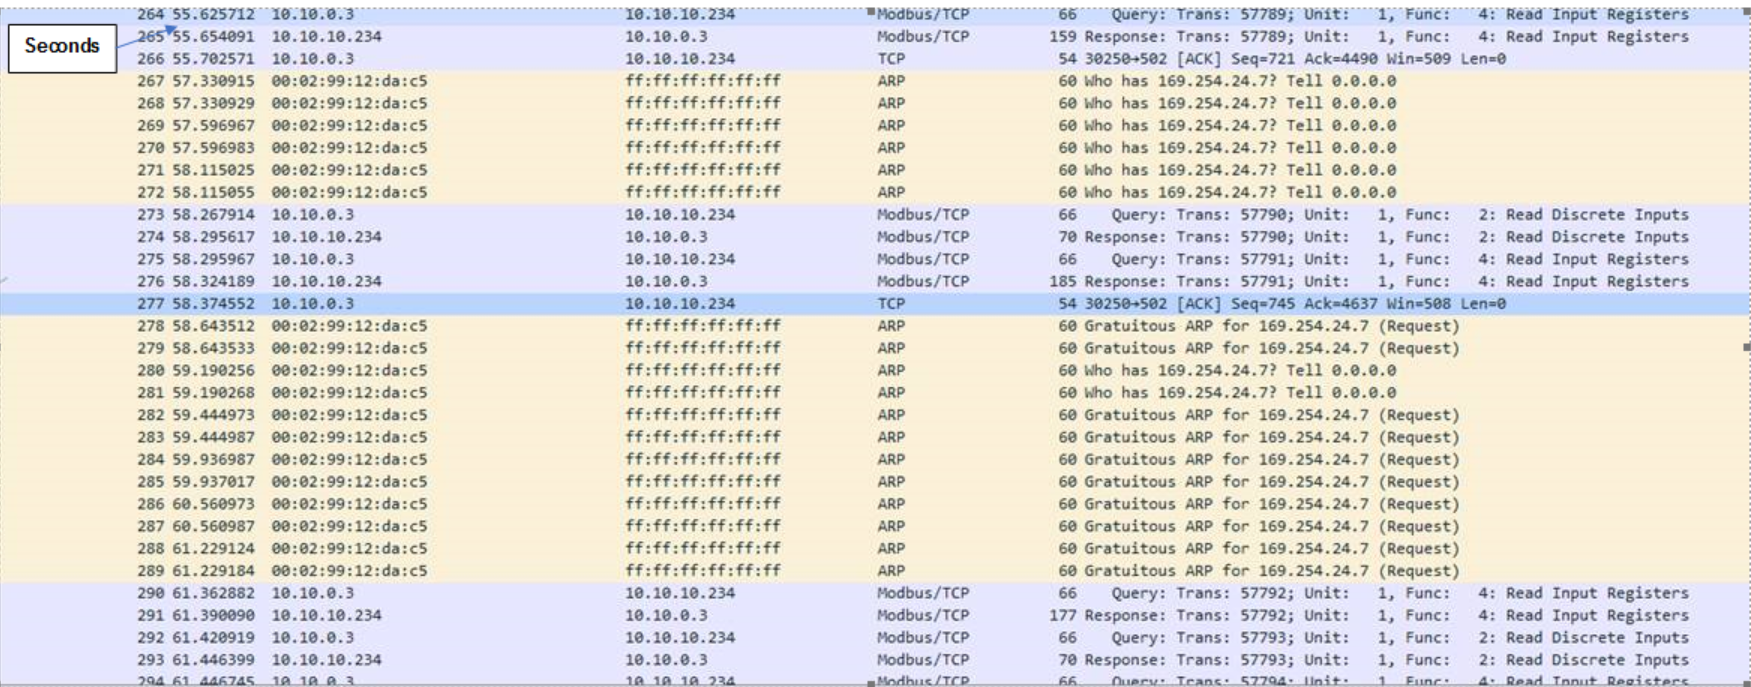 264 55.625712 10.10.0.3 10.10.10.234 Modbus/TCP 66 Query: Trans: 57789; Unit: 1, Func: 4: Read Input Registers
Seconds
265 55.654091 10.10.10.234 10.10.0.3 Modbus/TCP 159 Response: Trans: 57789; Unit: 1, Func: 4: Read Input Registers
266 55.702571 10.10.0.3 10.10.10.234 TCP 54 30250→502 [ACK] Seq=721 Ack=4490 Win=509 Len=0
267 57.330915 00:02:99:12:da:c5 ff:ff:ff:ff:ff:ff ARP 60 Who has 169.254.24.7? Tell 0.0.0.0
268 57.330929 00:02:99:12:da:c5 ff:ff:ff:ff:ff:ff ARP 60 Who has 169.254.24.7? Tell 0.0.0.0
269 57.596967 00:02:99:12:da:c5 ff:ff:ff:ff:ff:ff ARP 60 Who has 169.254.24.7? Tell 0.0.0.0
270 57.596983 00:02:99:12:da:c5 ff:ff:ff:ff:ff:ff ARP 60 Who has 169.254.24.7? Tell 0.0.0.0
271 58.115025 00:02:99:12:da:c5 ff:ff:ff:ff:ff:ff ARP 60 Who has 169.254.24.7? Tell 0.0.0.0
272 58.115055 00:02:99:12:da:c5 ff:ff:ff:ff:ff:ff ARP 60 Who has 169.254.24.7? Tell 0.0.0.0
273 58.267914 10.10.0.3 10.10.10.234 Modbus/TCP 66 Query: Trans: 57790; Unit: 1, Func: 2: Read Discrete Inputs
274 58.295617 10.10.10.234 10.10.0.3 Modbus/TCP 70 Response: Trans: 57790; Unit: 1, Func: 2: Read Discrete Inputs
275 58.295967 10.10.0.3 10.10.10.234 Modbus/TCP 66 Query: Trans: 57791; Unit: 1, Func: 4: Read Input Registers
276 58.324189 10.10.10.234 10.10.0.3 Modbus/TCP 185 Response: Trans: 57791; Unit: 1, Func: 4: Read Input Registers
277 58.374552 10.10.0.3 10.10.10.234 TCP 54 30250→502 [ACK] Seq=745 Ack=4637 Win=508 Len=0
278 58.643512 00:02:99:12:da:c5 ff:ff:ff:ff:ff:ff ARP 60 Gratuitous ARP for 169.254.24.7 (Request)
279 58.643533 00:02:99:12:da:c5 ff:ff:ff:ff:ff:ff ARP 60 Gratuitous ARP for 169.254.24.7 (Request)
280 59.190256 00:02:99:12:da:c5 ff:ff:ff:ff:ff:ff ARP 60 Who has 169.254.24.7? Tell 0.0.0.0
281 59.190268 00:02:99:12:da:c5 ff:ff:ff:ff:ff:ff ARP 60 Who has 169.254.24.7? Tell 0.0.0.0
282 59.444973 00:02:99:12:da:c5 ff:ff:ff:ff:ff:ff ARP 60 Gratuitous ARP for 169.254.24.7 (Request)
283 59.444987 00:02:99:12:da:c5 ff:ff:ff:ff:ff:ff ARP 60 Gratuitous ARP for 169.254.24.7 (Request)
284 59.936987 00:02:99:12:da:c5 ff:ff:ff:ff:ff:ff ARP 60 Gratuitous ARP for 169.254.24.7 (Request)
285 59.937017 00:02:99:12:da:c5 ff:ff:ff:ff:ff:ff ARP 60 Gratuitous ARP for 169.254.24.7 (Request)
286 60.560973 00:02:99:12:da:c5 ff:ff:ff:ff:ff:ff ARP 60 Gratuitous ARP for 169.254.24.7 (Request)
287 60.560987 00:02:99:12:da:c5 ff:ff:ff:ff:ff:ff ARP 60 Gratuitous ARP for 169.254.24.7 (Request)
288 61.229124 00:02:99:12:da:c5 ff:ff:ff:ff:ff:ff ARP 60 Gratuitous ARP for 169.254.24.7 (Request)
289 61.229184 00:02:99:12:da:c5 ff:ff:ff:ff:ff:ff ARP 60 Gratuitous ARP for 169.254.24.7 (Request)
290 61.362882 10.10.0.3 10.10.10.234 Modbus/TCP 66 Query: Trans: 57792; Unit: 1, Func: 4: Read Input Registers
291 61.390090 10.10.10.234 10.10.0.3 Modbus/TCP 177 Response: Trans: 57792; Unit: 1, Func: 4: Read Input Registers
292 61.420919 10.10.0.3 10.10.10.234 Modbus/TCP 66 Query: Trans: 57793; Unit: 1, Func: 2: Read Discrete Inputs
293 61.446399 10.10.10.234 10.10.0.3 Modbus/TCP 70 Response: Trans: 57793; Unit: 1, Func: 2: Read Discrete Inputs
294 61.446745 10.10.0.3 10.10.10.234 Modbus/TCP 66 Query: Trans: 57794; Unit: 1, Func: 4: Read Input Registers